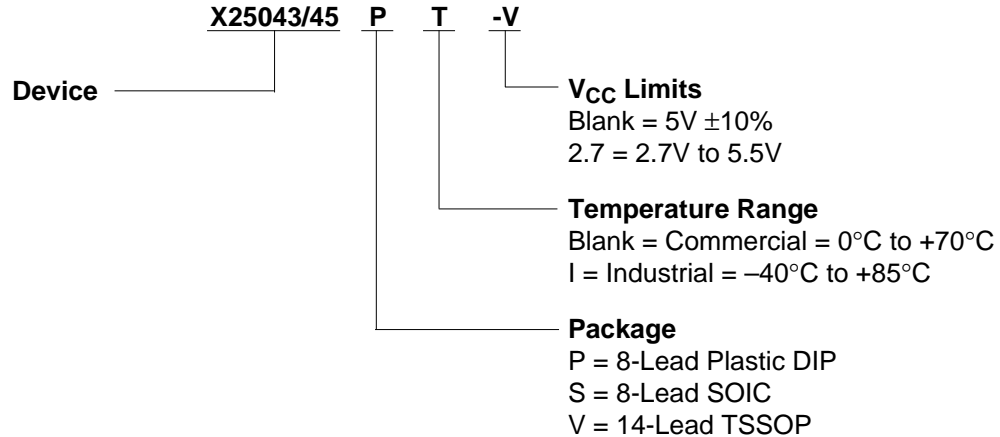 X25043/45 P T -V
Device
VCC Limits
Blank = 5V ±10%
2.7 = 2.7V to 5.5V
Temperature Range
Blank = Commercial = 0°C to +70°C
I = Industrial = –40°C to +85°C
Package
P = 8-Lead Plastic DIP
S = 8-Lead SOIC
V = 14-Lead TSSOP